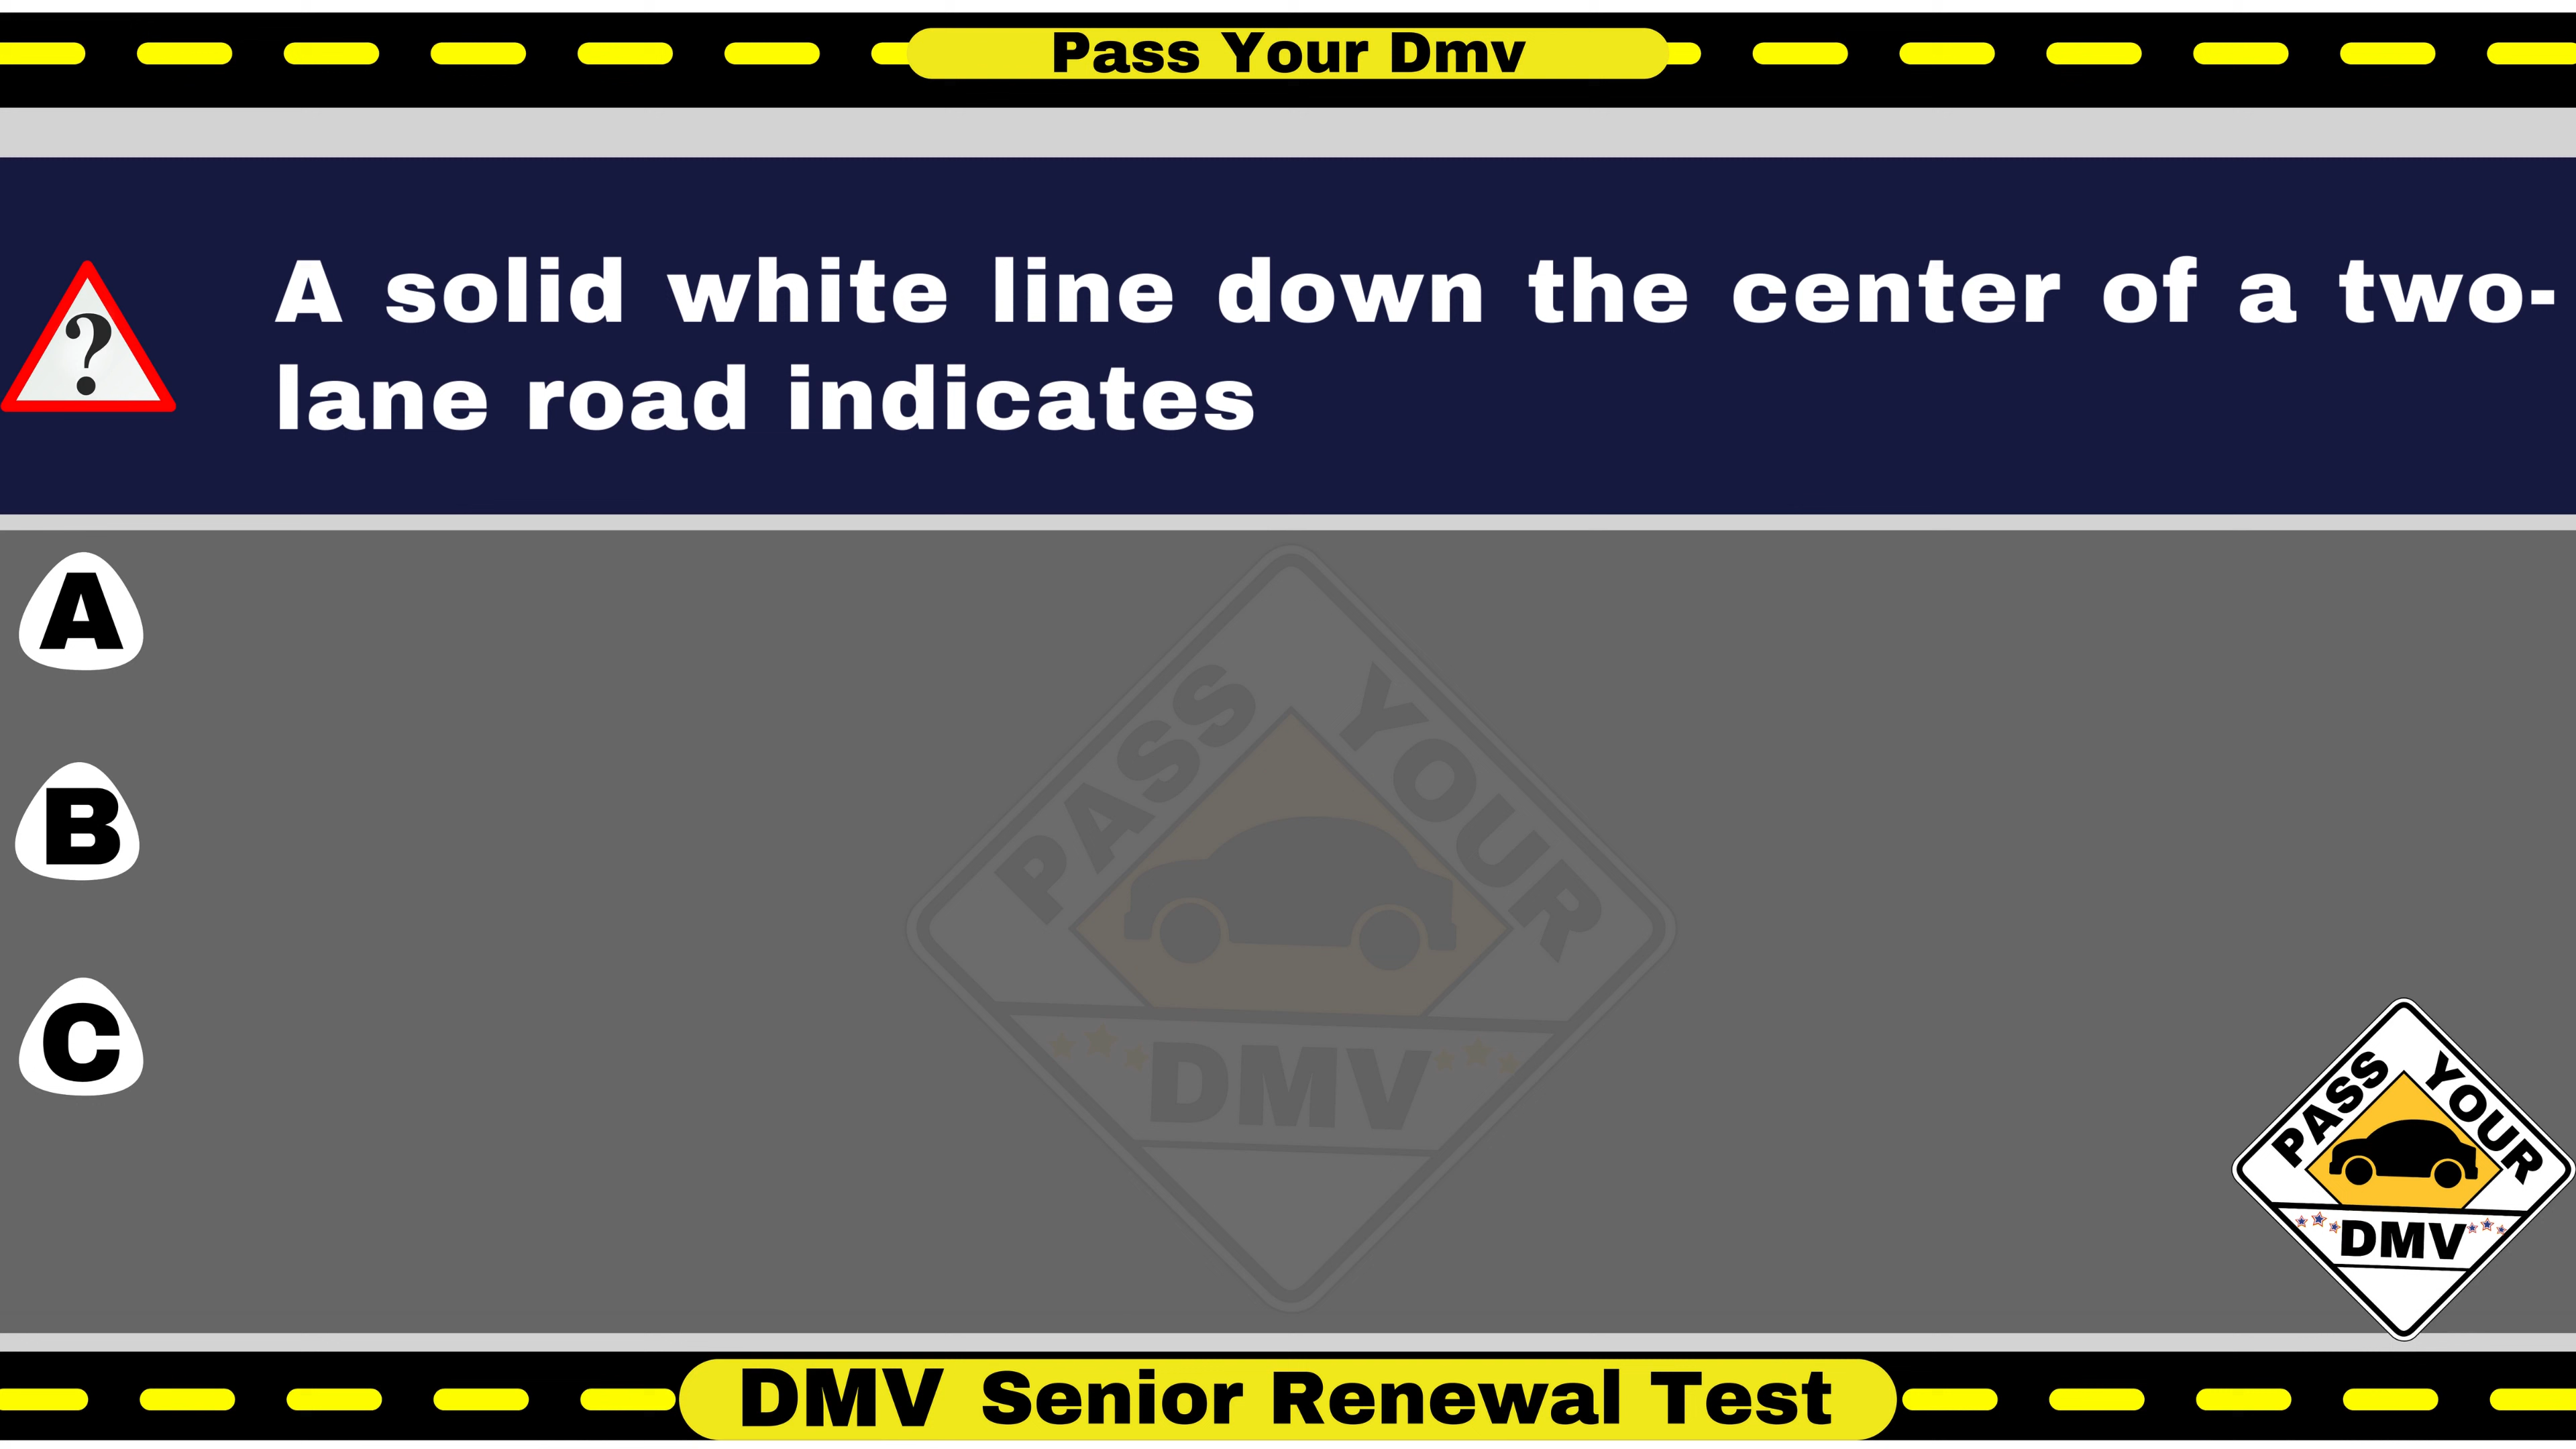 Pass Your Dmv
?
A solid white line down the center of a two-
lane road indicates
A
B
C
PASS YOUR
DMV
PASS YOUR
DMV
DMV Senior Renewal Test